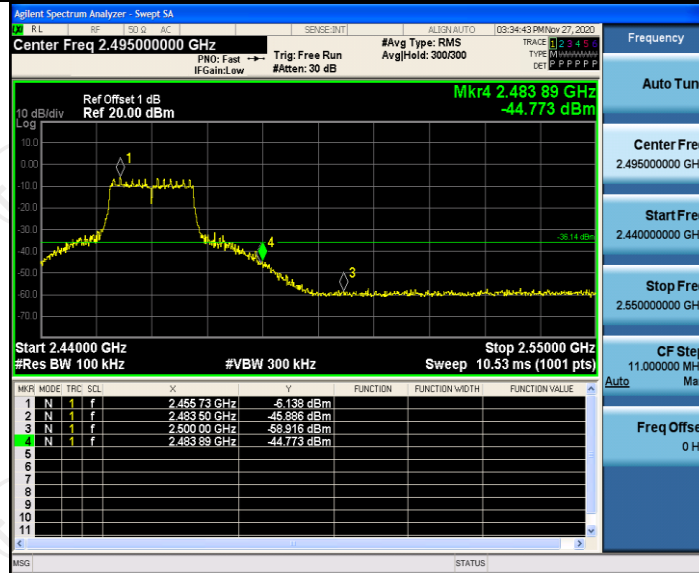 Agilent Spectrum Analyzer - Swept SA
RL RF 50 Ω AC SENSE:INT ALIGN AUTO 03:34:43 PM Nov 27, 2020
Center Freq 2.495000000 GHz #Avg Type: RMS TRACE 1 2 3 4 5 6
PNO: Fast Trig: Free Run Avg|Hold: 300/300 TYPE M
IFGain:Low #Atten: 30 dB DET P P P P P P
Frequency
Mkr4 2.483 89 GHz
-44.773 dBm
Ref Offset 1 dB
10 dB/div Ref 20.00 dBm
Log
10.0
0.00
-10.0
-20.0
-30.0
-40.0
-50.0
-60.0
-70.0
1
4
3
-36.14 dBm
Start 2.44000 GHz Stop 2.55000 GHz
#Res BW 100 kHz #VBW 300 kHz Sweep 10.53 ms (1001 pts)
MKR MODE TRC SCL X Y FUNCTION FUNCTION WIDTH FUNCTION VALUE
1 N 1 f 2.455 73 GHz -6.138 dBm
2 N 1 f 2.483 50 GHz -45.886 dBm
3 N 1 f 2.500 00 GHz -58.916 dBm
4 N 1 f 2.483 89 GHz -44.773 dBm
5
6
7
8
9
10
11
MSG STATUS
Auto Tun
Center Fre
2.495000000 GH
Start Fre
2.440000000 GH
Stop Fre
2.550000000 GH
CF Step
11.000000 MH
Auto Ma
Freq Offse
0 H